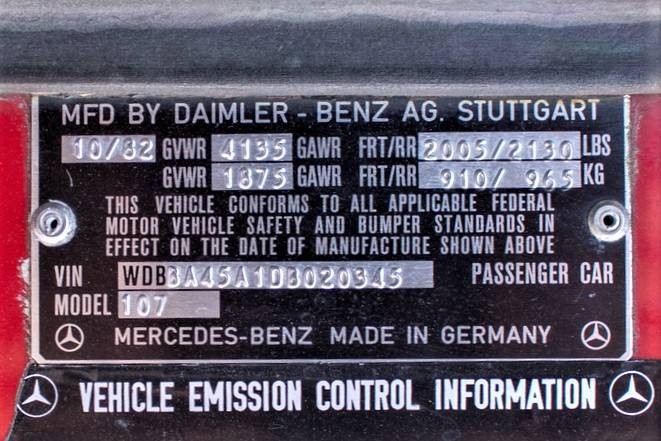 MFD BY DAIMLER - BENZ AG. STUTTGART
10/82 GVWR 4135 GAWR FRT/RR 2005/2130 LBS
GVWR 1875 GAWR FRT/RR 910/ 965 KG
THIS VEHICLE CONFORMS TO ALL APPLICABLE FEDERAL
MOTOR VEHICLE SAFETY AND BUMPER STANDARDS IN
EFFECT ON THE DATE OF MANUFACTURE SHOWN ABOVE
VIN WDBBA45A1DB020345 PASSENGER CAR
MODEL 107
MERCEDES-BENZ MADE IN GERMANY
VEHICLE EMISSION CONTROL INFORMATION